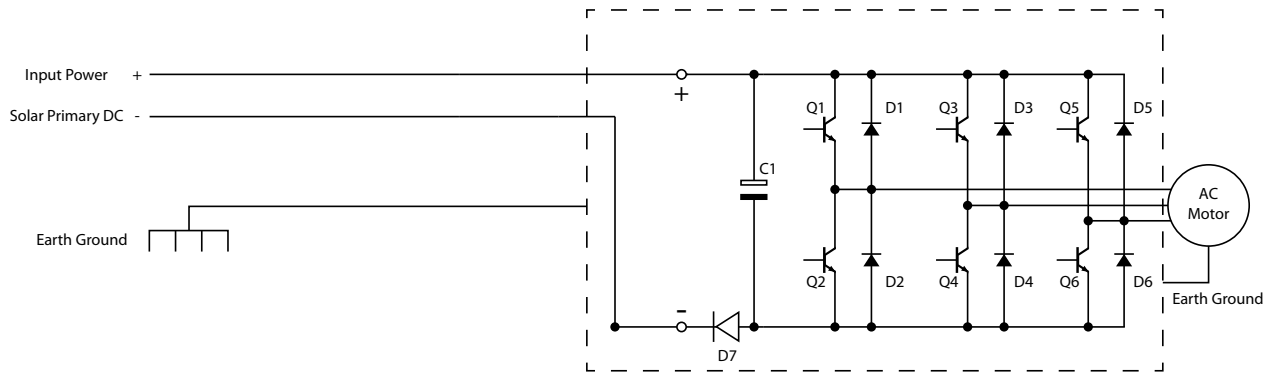 Input Power +
Solar Primary DC -
Earth Ground
+
-
C1
D7
Q1
D1
Q3
D3
Q5
D5
Q2
D2
Q4
D4
Q6
D6
AC
Motor
Earth Ground